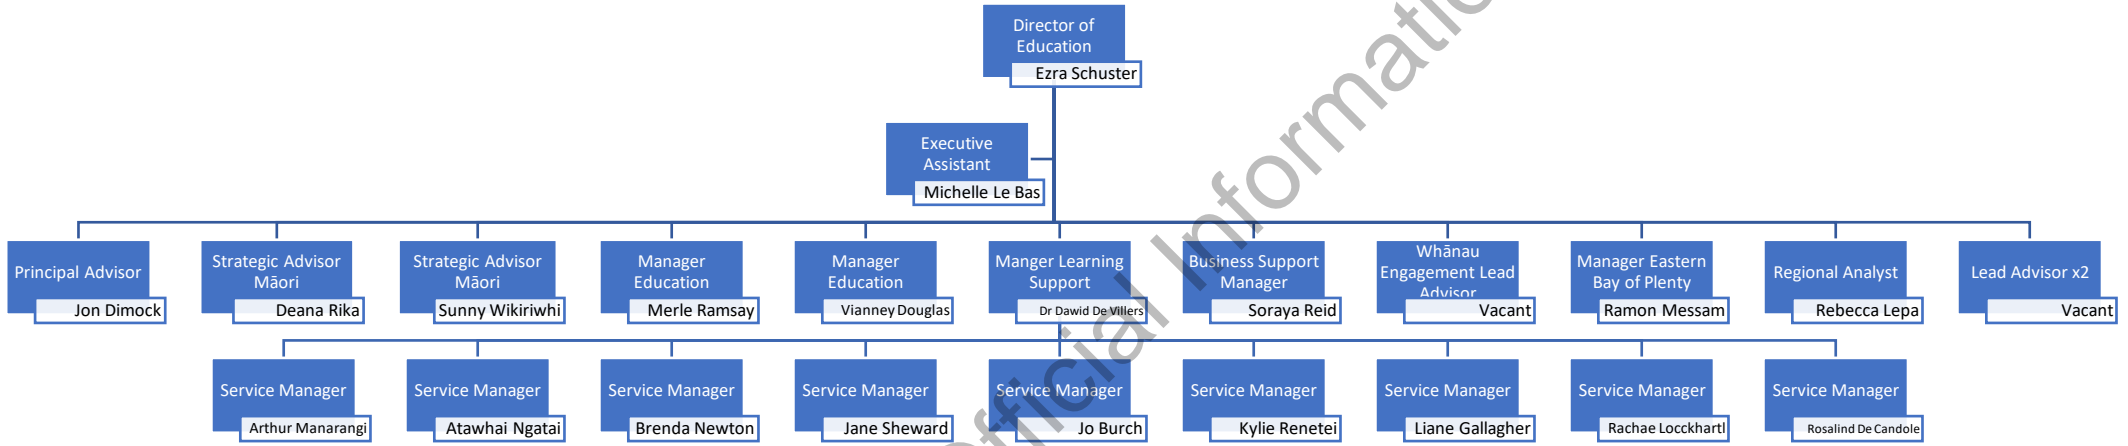 Director of
Education
Ezra Schuster
Executive
Assistant
Michelle Le Bas
Principal Advisor
Jon Dimock
Strategic Advisor
Māori
Deana Rika
Strategic Advisor
Māori
Sunny Wikiriwhi
Manager
Education
Merle Ramsay
Manager
Education
Vianney Douglas
Manger Learning
Support
Dr Dawid De Villers
Business Support
Manager
Soraya Reid
Whānau
Engagement Lead
Advisor
Vacant
Manager Eastern
Bay of Plenty
Ramon Messam
Regional Analyst
Rebecca Lepa
Lead Advisor x2
Vacant
Service Manager
Arthur Manarangi
Service Manager
Atawhai Ngatai
Service Manager
Brenda Newton
Service Manager
Jane Sheward
Service Manager
Jo Burch
Service Manager
Kylie Renetei
Service Manager
Liane Gallagher
Service Manager
Rachae Locckhartl
Service Manager
Rosalind De Candole
Official Informatio